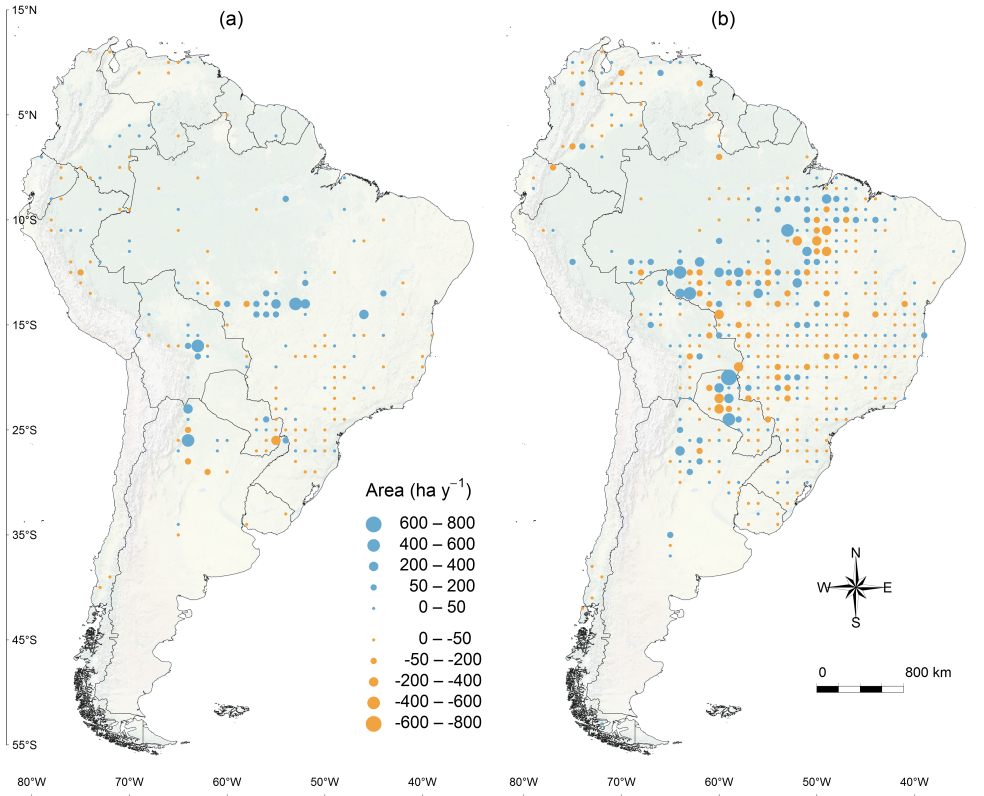 (a) (b)
15°N
5°N
10°S
15°S
25°S
35°S
45°S
55°S
Area (ha y−1)
600 – 800
400 – 600
200 – 400
50 – 200
0 – 50
0 – -50
-50 – -200
-200 – -400
-400 – -600
-600 – -800
N
W E
S
0 800 km
80°W 70°W 60°W 50°W 40°W 80°W 70°W 60°W 50°W 40°W